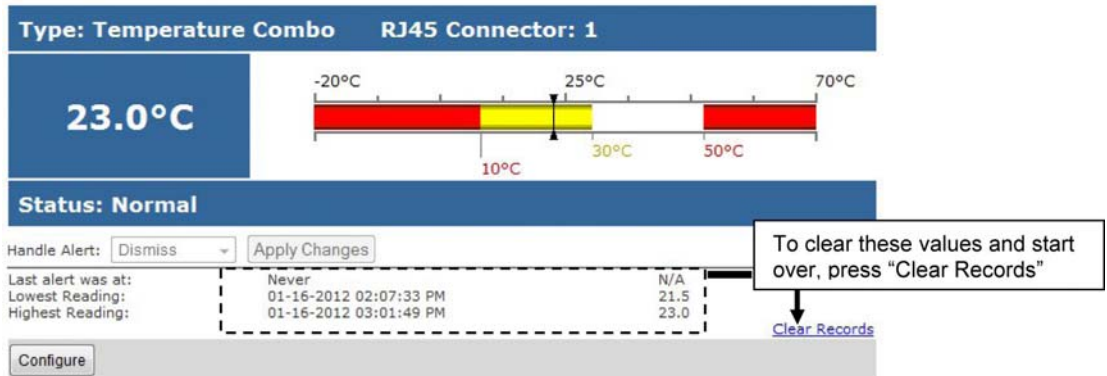 Type: Temperature Combo RJ45 Connector: 1
-20°C 25°C 70°C
23.0°C
10°C 30°C 50°C
Status: Normal
Handle Alert: Dismiss Apply Changes
To clear these values and start
over, press “Clear Records”
Last alert was at: Never N/A
Lowest Reading: 01-16-2012 02:07:33 PM 21.5
Highest Reading: 01-16-2012 03:01:49 PM 23.0
Clear Records
Configure